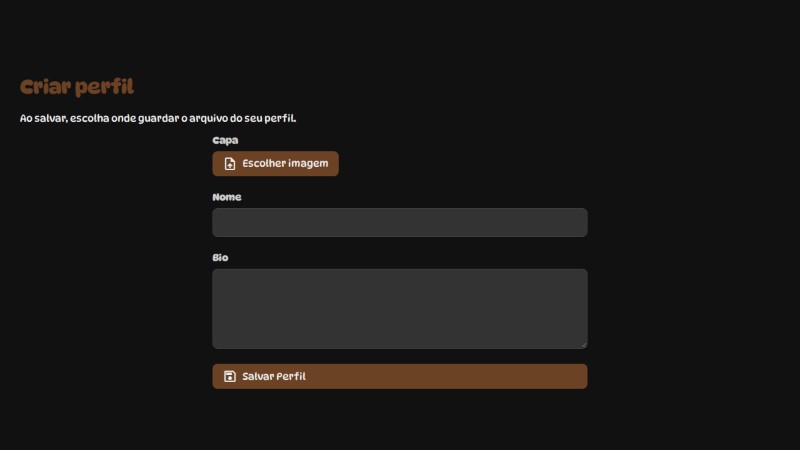 Criar perfil
Ao salvar, escolha onde guardar o arquivo do seu perfil.
Capa
Escolher imagem
Nome
Bio
Salvar Perfil